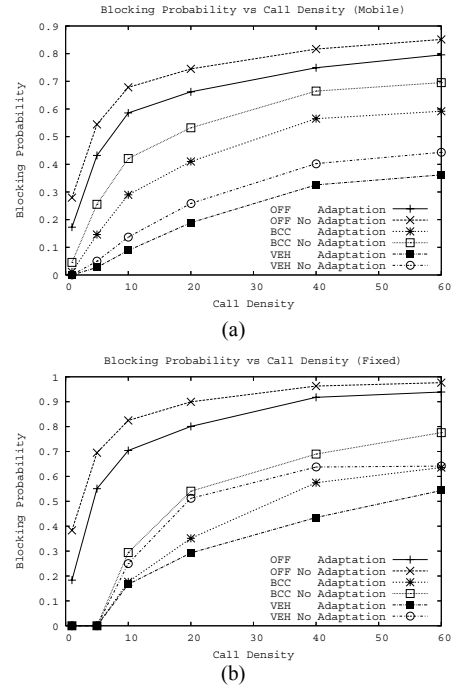 Blocking Probability vs Call Density (Mobile)
0.9
0.8
0.7
0.6
0.5
0.4
0.3
0.2
0.1
0
Blocking Probability
OFF Adaptation
OFF No Adaptation
BCC Adaptation
BCC No Adaptation
VEH Adaptation
VEH No Adaptation
0 10 20 30 40 50 60
Call Density
(a)
Blocking Probability vs Call Density (Fixed)
1
0.9
0.8
0.7
0.6
0.5
0.4
0.3
0.2
0.1
0
Blocking Probability
OFF Adaptation
OFF No Adaptation
BCC Adaptation
BCC No Adaptation
VEH Adaptation
VEH No Adaptation
0 10 20 30 40 50 60
Call Density
(b)